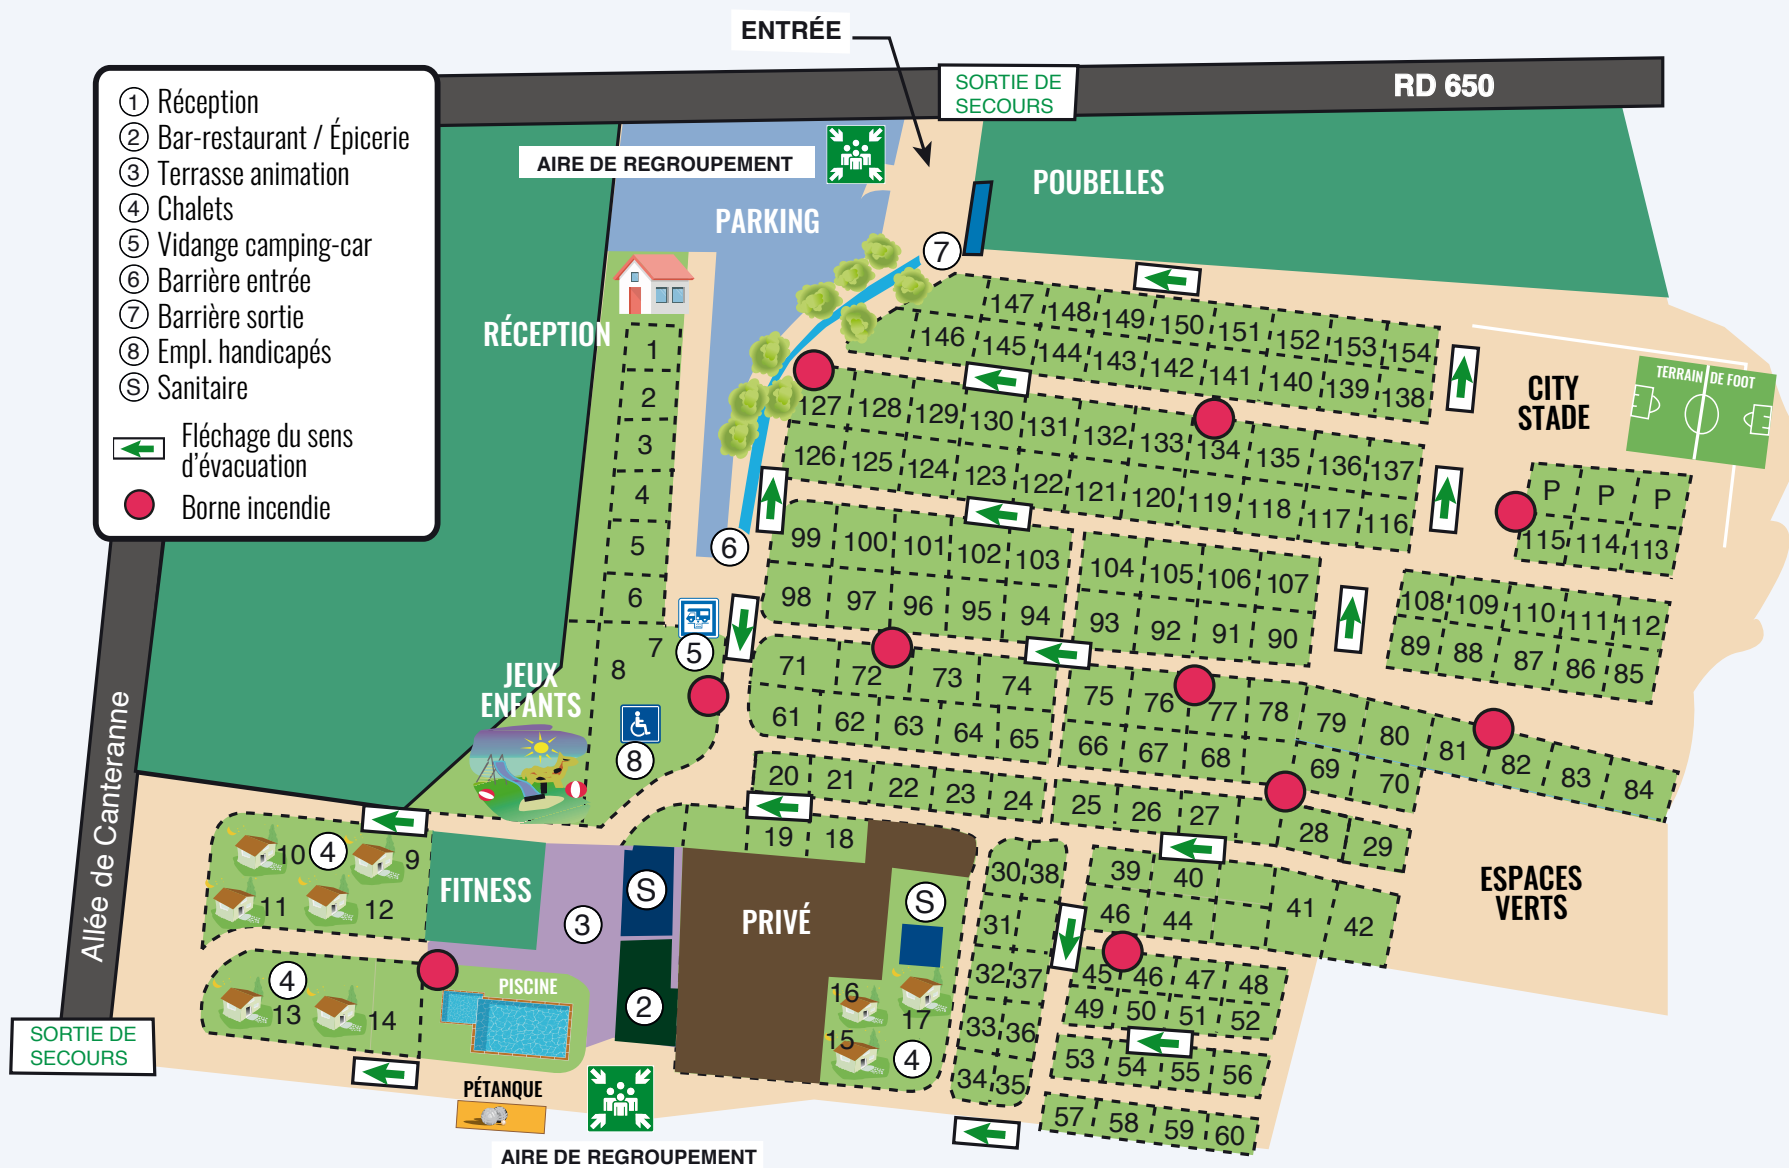 ENTRÉE
SORTIE DE
SECOURS
RD 650
① Réception
② Bar-restaurant / Épicerie
③ Terrasse animation
④ Chalets
⑤ Vidange camping-car
⑥ Barrière entrée
⑦ Barrière sortie
⑧ Empl. handicapés
Ⓢ Sanitaire
Fléchage du sens
d'évacuation
Borne incendie
AIRE DE REGROUPEMENT
POUBELLES
PARKING
7
RÉCEPTION
147 148 149 150 151 152 153 154
146 145 144 143 142 141 140 139 138
TERRAIN DE FOOT
CITY
STADE
1
2
3
4
5
6
7
8
127 128 129 130 131 132 133 134 135 136 137
126 125 124 123 122 121 120 119 118 117 116
P P P
115 114 113
6
99 100 101 102 103
104 105 106 107
108 109 110 111 112
98 97 96 95 94
93 92 91 90
89 88 87 86 85
5
JEUX
ENFANTS
8
71 72 73 74
75 76 77 78 79 80 81 82 83 84
61 62 63 64 65
66 67 68 69 70
20 21 22 23 24
25 26 27 28 29
19 18
Allée de Canteranne
10 4 9
11 12
FITNESS
3
S
PRIVÉ
S
30 38
31
32 37
33 36
34 35
39 40 41 42
46 44
45 46 47 48
49 50 51 52
53 54 55 56
57 58 59 60
ESPACES
VERTS
4
13 14
PISCINE
2
16
17
15
4
SORTIE DE
SECOURS
PÉTANQUE
AIRE DE REGROUPEMENT